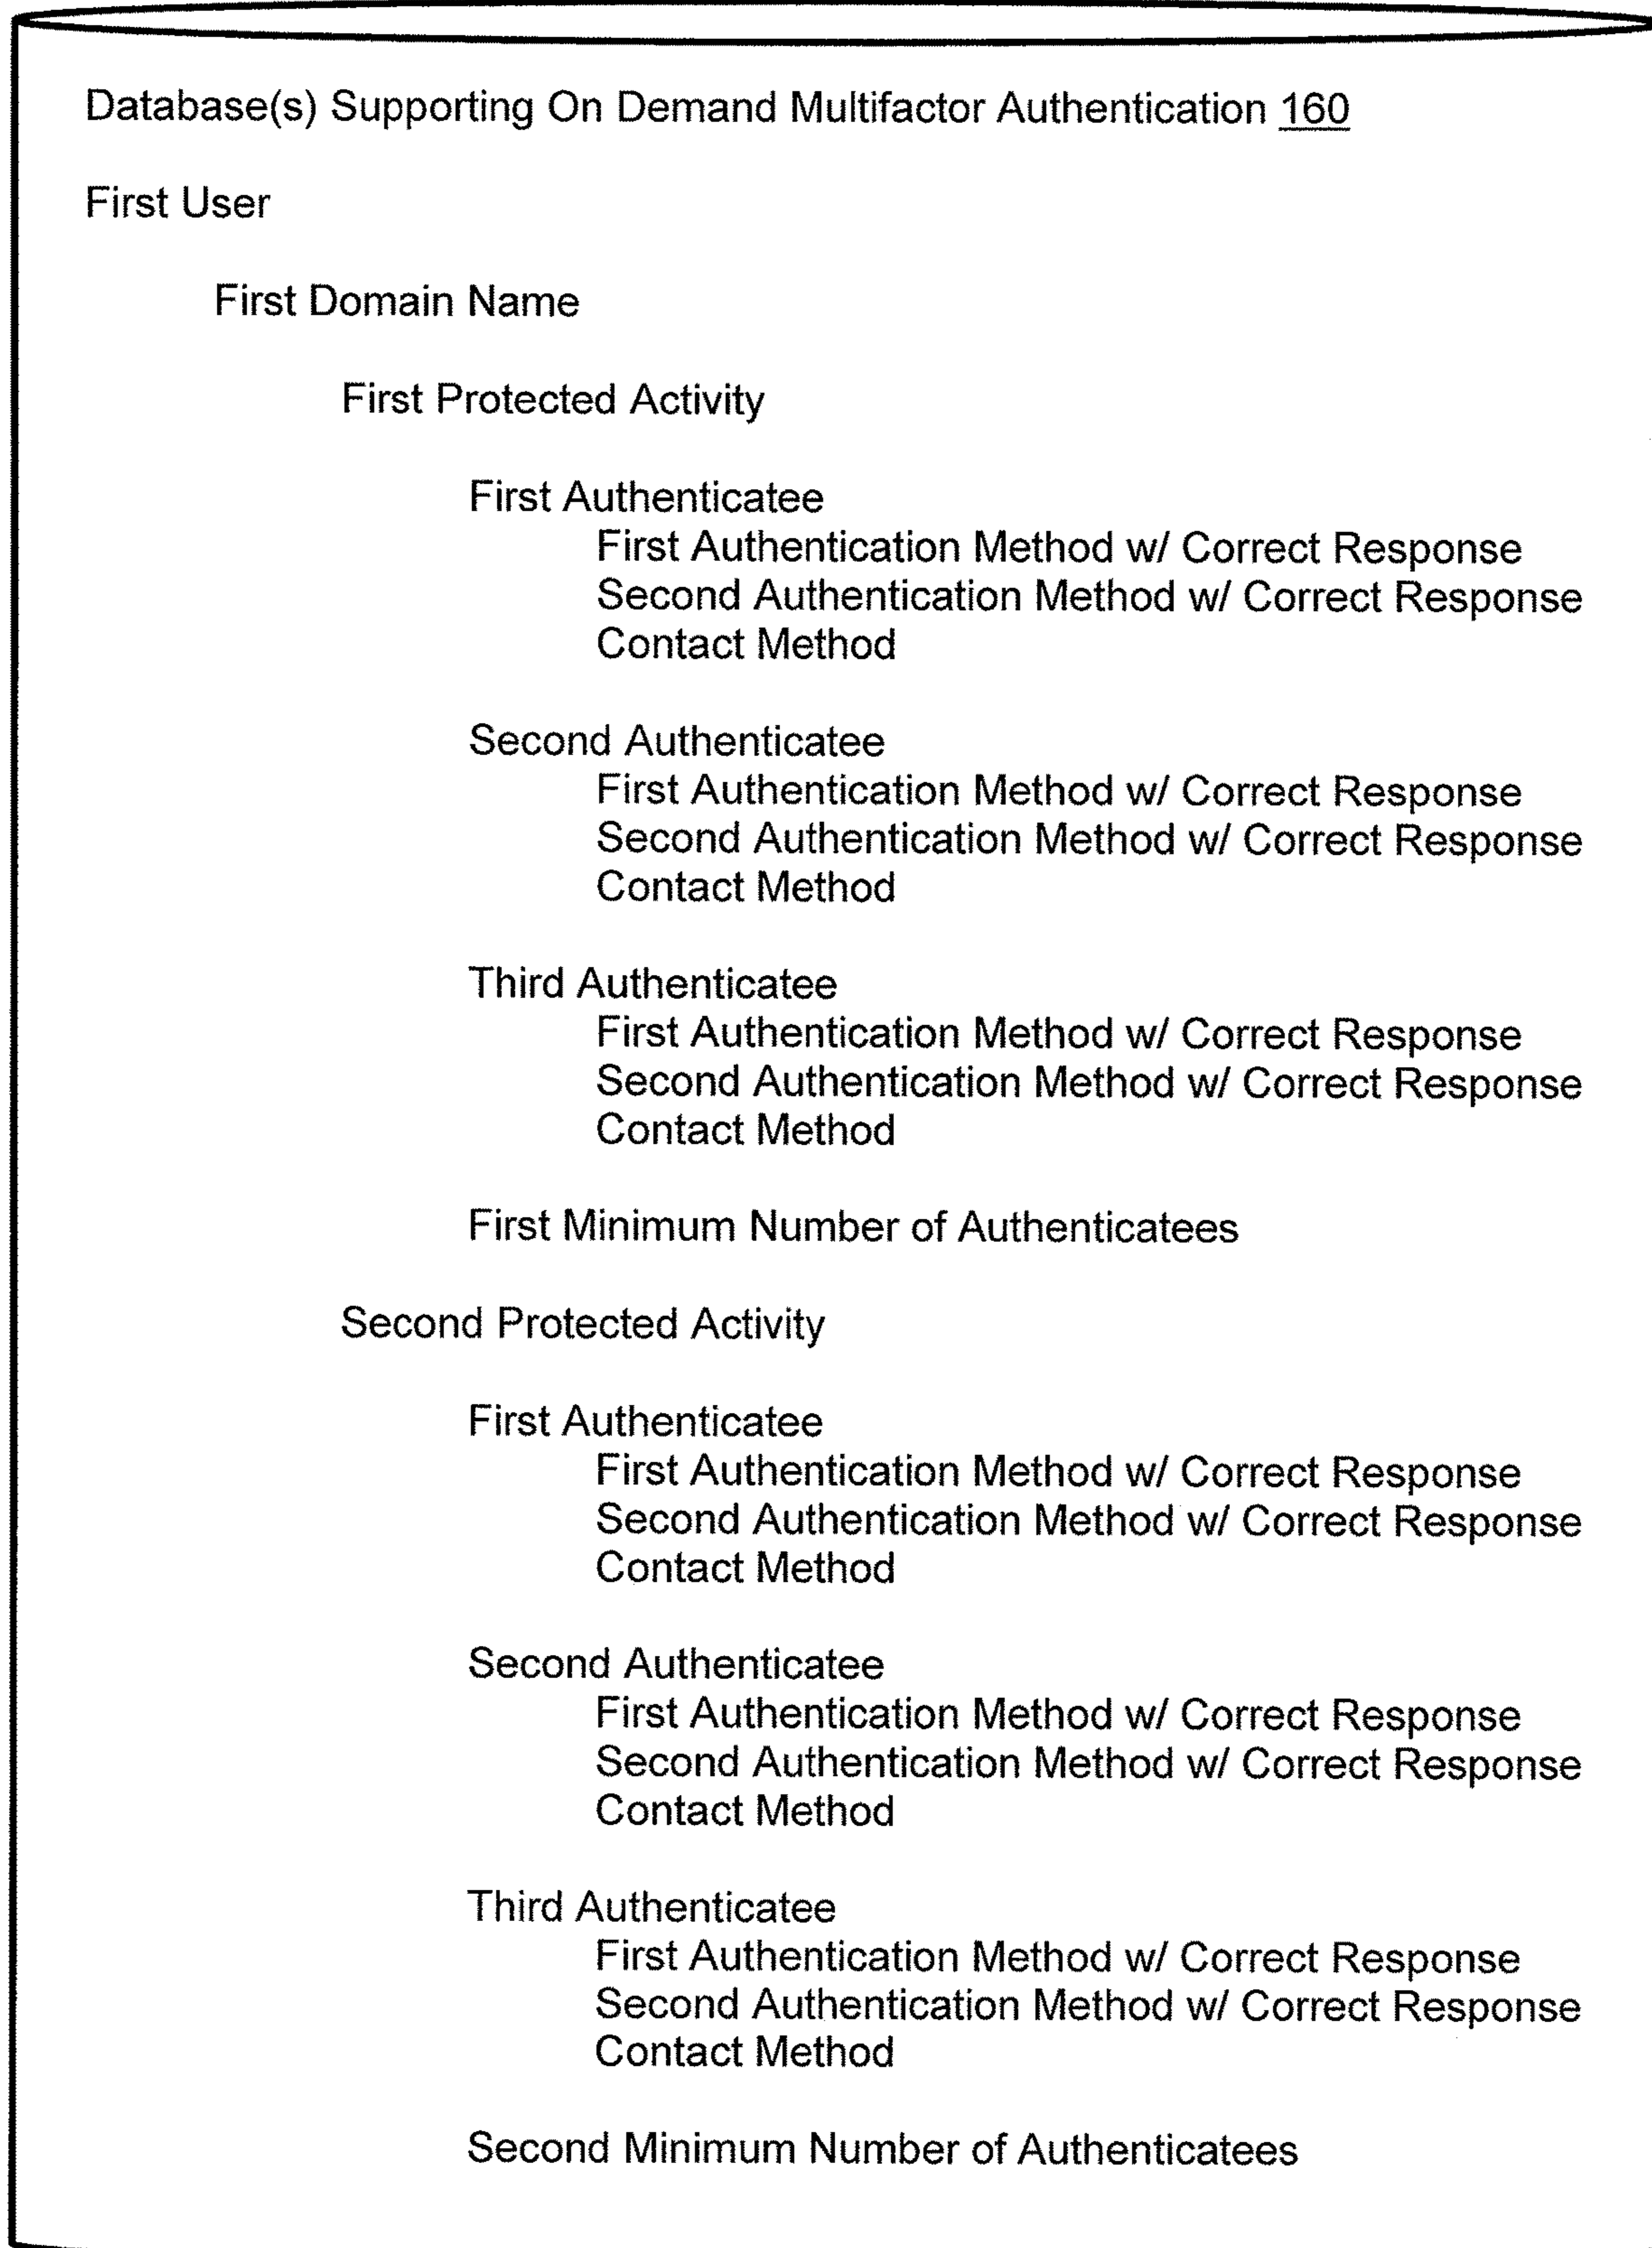 Database(s) Supporting On Demand Multifactor Authentication 160
First User
First Domain Name
First Protected Activity
First Authenticatee
First Authentication Method w/ Correct Response
Second Authentication Method w/ Correct Response
Contact Method
Second Authenticatee
First Authentication Method w/ Correct Response
Second Authentication Method w/ Correct Response
Contact Method
Third Authenticatee
First Authentication Method w/ Correct Response
Second Authentication Method w/ Correct Response
Contact Method
First Minimum Number of Authenticatees
Second Protected Activity
First Authenticatee
First Authentication Method w/ Correct Response
Second Authentication Method w/ Correct Response
Contact Method
Second Authenticatee
First Authentication Method w/ Correct Response
Second Authentication Method w/ Correct Response
Contact Method
Third Authenticatee
First Authentication Method w/ Correct Response
Second Authentication Method w/ Correct Response
Contact Method
Second Minimum Number of Authenticatees